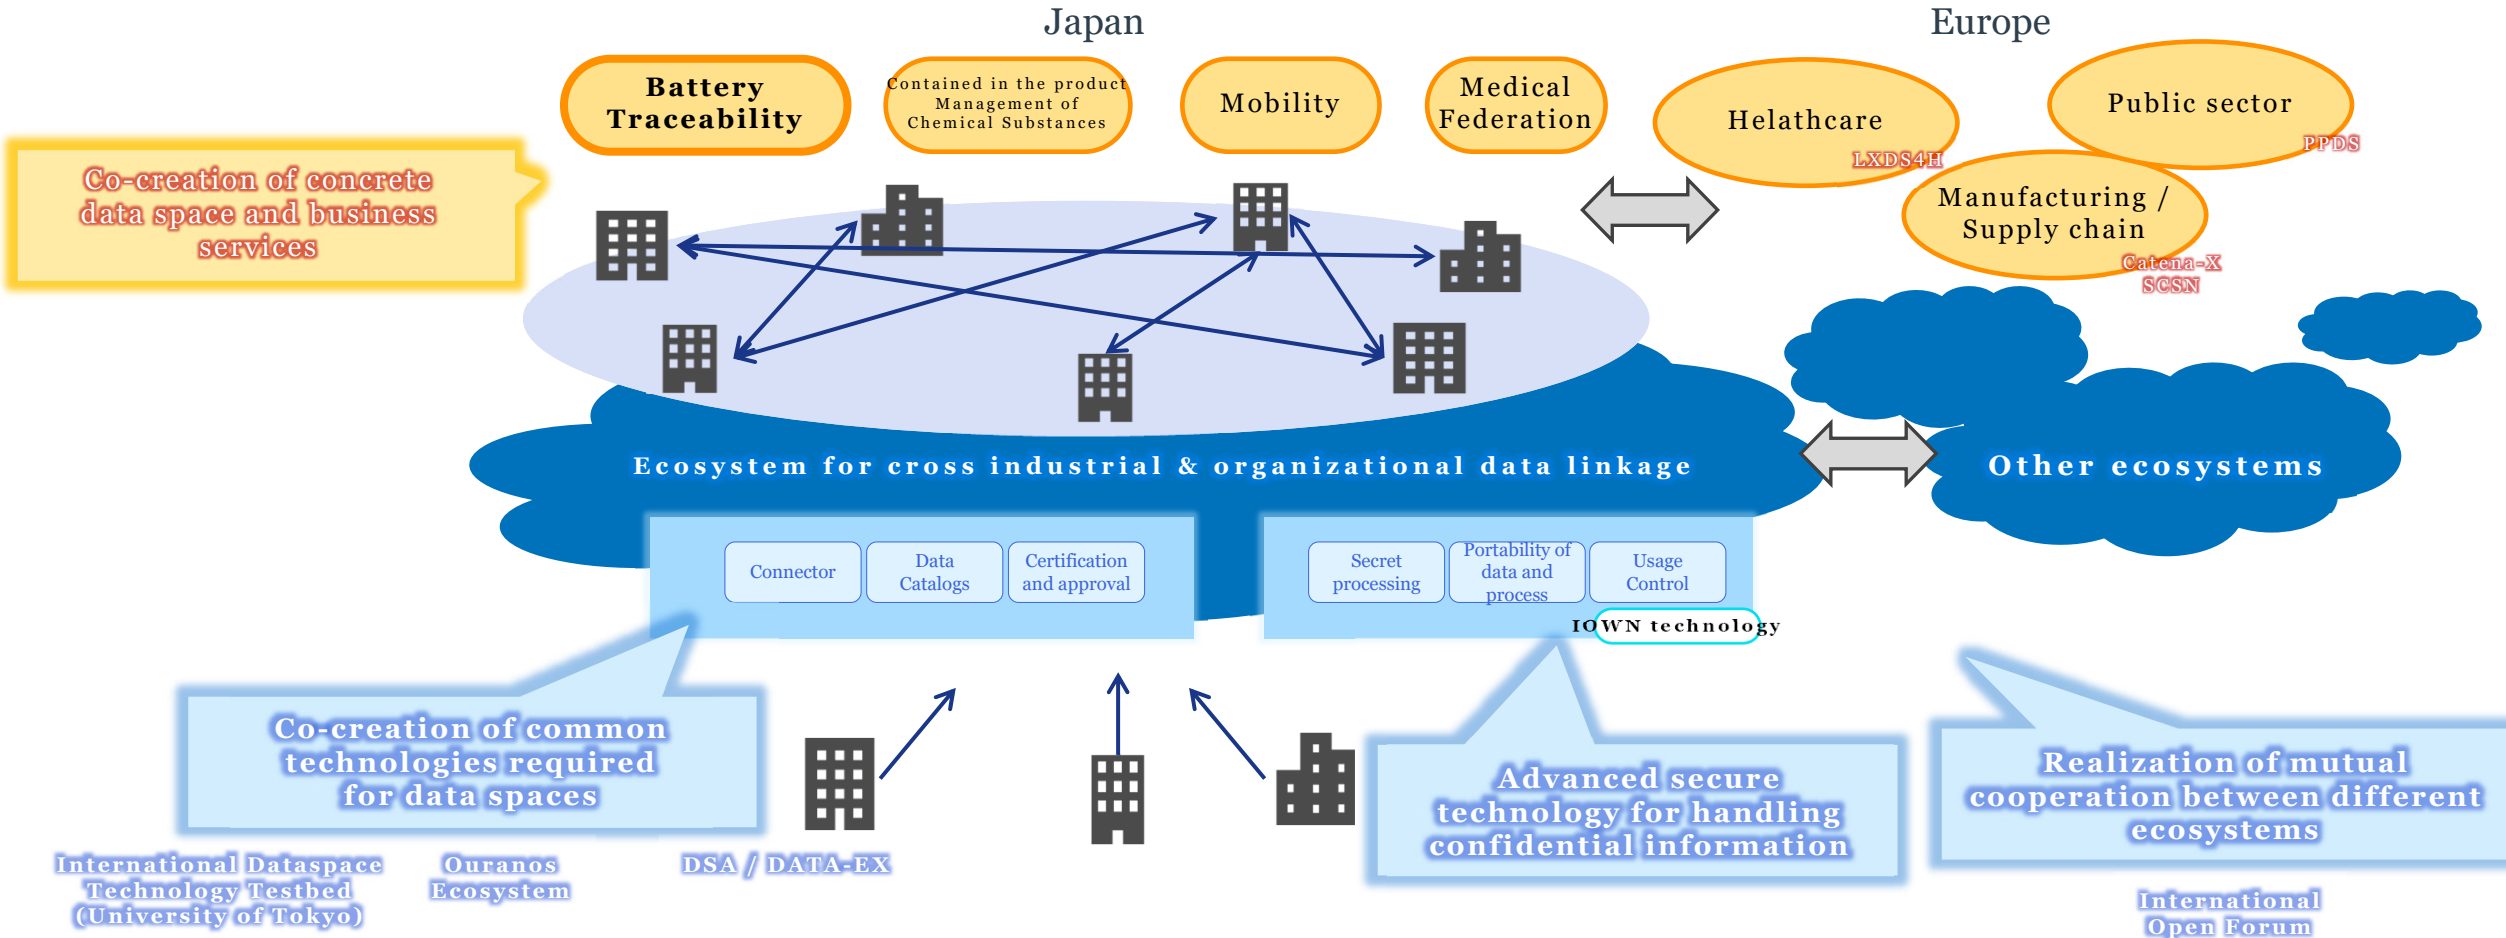 Japan
Europe
Battery
Traceability
Contained in the product
Management of
Chemical Substances
Mobility
Medical
Federation
Helathcare
LXDS4H
Public sector
PPDS
Manufacturing /
Supply chain
Catena-X
SCSN
Co-creation of concrete
data space and business
services
Ecosystem for cross industrial & organizational data linkage
Other ecosystems
Connector
Data
Catalogs
Certification
and approval
Secret
processing
Portability of
data and
process
Usage
Control
IOWN technology
Co-creation of common
technologies required
for data spaces
Advanced secure
technology for handling
confidential information
Realization of mutual
cooperation between different
ecosystems
International Dataspace
Technology Testbed
(University of Tokyo)
Ouranos
Ecosystem
DSA / DATA-EX
International
Open Forum